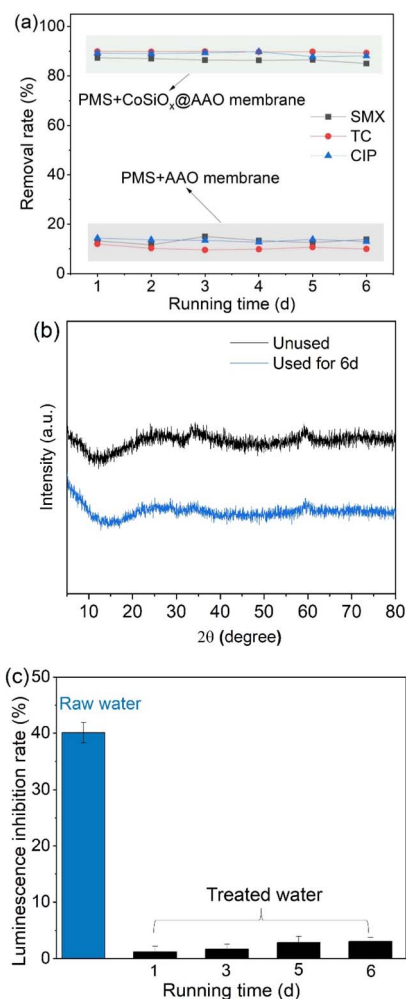 (a)
100
80
60
40
20
0
Removal rate (%)
PMS+CoSiOx@AAO membrane
SMX
TC
CIP
PMS+AAO membrane
1 2 3 4 5 6
Running time (d)
(b)
Unused
Used for 6d
Intensity (a.u.)
10 20 30 40 50 60 70 80
2θ (degree)
(c)
50
40
30
20
10
0
Luminescence inhibition rate (%)
Raw water
Treated water
1 3 5 6
Running time (d)